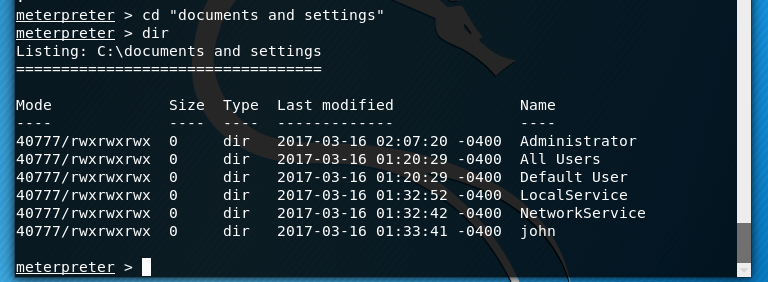 meterpreter > cd "documents and settings"
meterpreter > dir
Listing: C:\documents and settings
==================================
Mode Size Type Last modified Name
---- ---- ---- ------------- ----
40777/rwxrwxrwx 0 dir 2017-03-16 02:07:20 -0400 Administrator
40777/rwxrwxrwx 0 dir 2017-03-16 01:20:29 -0400 All Users
40777/rwxrwxrwx 0 dir 2017-03-16 01:20:29 -0400 Default User
40777/rwxrwxrwx 0 dir 2017-03-16 01:32:52 -0400 LocalService
40777/rwxrwxrwx 0 dir 2017-03-16 01:32:42 -0400 NetworkService
40777/rwxrwxrwx 0 dir 2017-03-16 01:33:41 -0400 john
meterpreter >